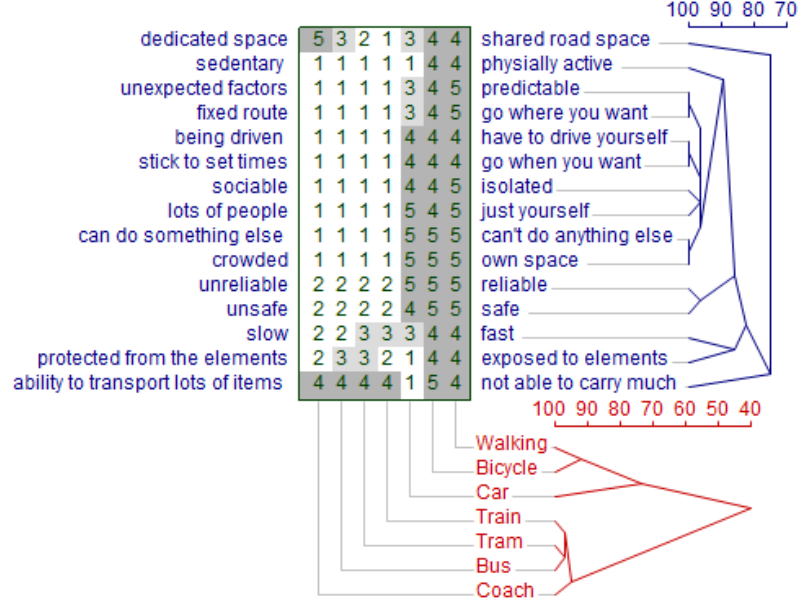 100 90 80 70
dedicated space 5 3 2 1 3 4 4 shared road space
sedentary 1 1 1 1 1 4 4 physially active
unexpected factors 1 1 1 1 3 4 5 predictable
fixed route 1 1 1 1 3 4 5 go where you want
being driven 1 1 1 1 4 4 4 have to drive yourself
stick to set times 1 1 1 1 4 4 4 go when you want
sociable 1 1 1 1 4 4 5 isolated
lots of people 1 1 1 1 5 4 5 just yourself
can do something else 1 1 1 1 5 5 5 can't do anything else
crowded 1 1 1 1 5 5 5 own space
unreliable 2 2 2 2 5 5 5 reliable
unsafe 2 2 2 2 4 5 5 safe
slow 2 2 3 3 3 4 4 fast
protected from the elements 2 3 3 2 1 4 4 exposed to elements
ability to transport lots of items 4 4 4 4 1 5 4 not able to carry much
100 90 80 70 60 50 40
Walking
Bicycle
Car
Train
Tram
Bus
Coach